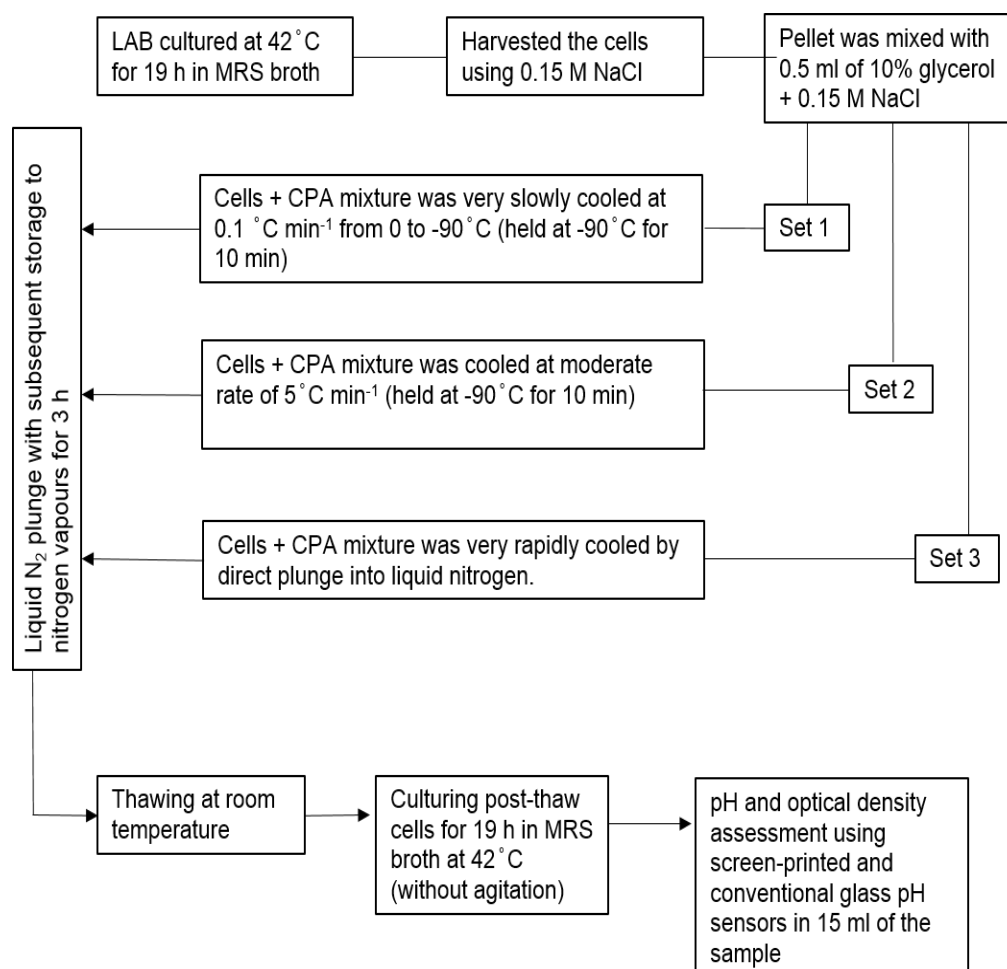 LAB cultured at 42˚C
for 19 h in MRS broth
Harvested the cells
using 0.15 M NaCl
Pellet was mixed with
0.5 ml of 10% glycerol
+ 0.15 M NaCl
Cells + CPA mixture was very slowly cooled at
0.1 ˚C min⁻¹ from 0 to -90˚C (held at -90˚C for
10 min)
Set 1
Cells + CPA mixture was cooled at moderate
rate of 5˚C min⁻¹ (held at -90˚C for 10 min)
Set 2
Cells + CPA mixture was very rapidly cooled by
direct plunge into liquid nitrogen.
Set 3
Liquid N₂ plunge with subsequent storage to
nitrogen vapours for 3 h
Thawing at room
temperature
Culturing post-thaw
cells for 19 h in MRS
broth at 42˚C
(without agitation)
pH and optical density
assessment using
screen-printed and
conventional glass pH
sensors in 15 ml of the
sample